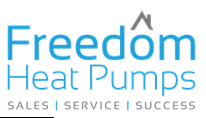 Freedom
Heat Pumps
SALES | SERVICE | SUCCESS